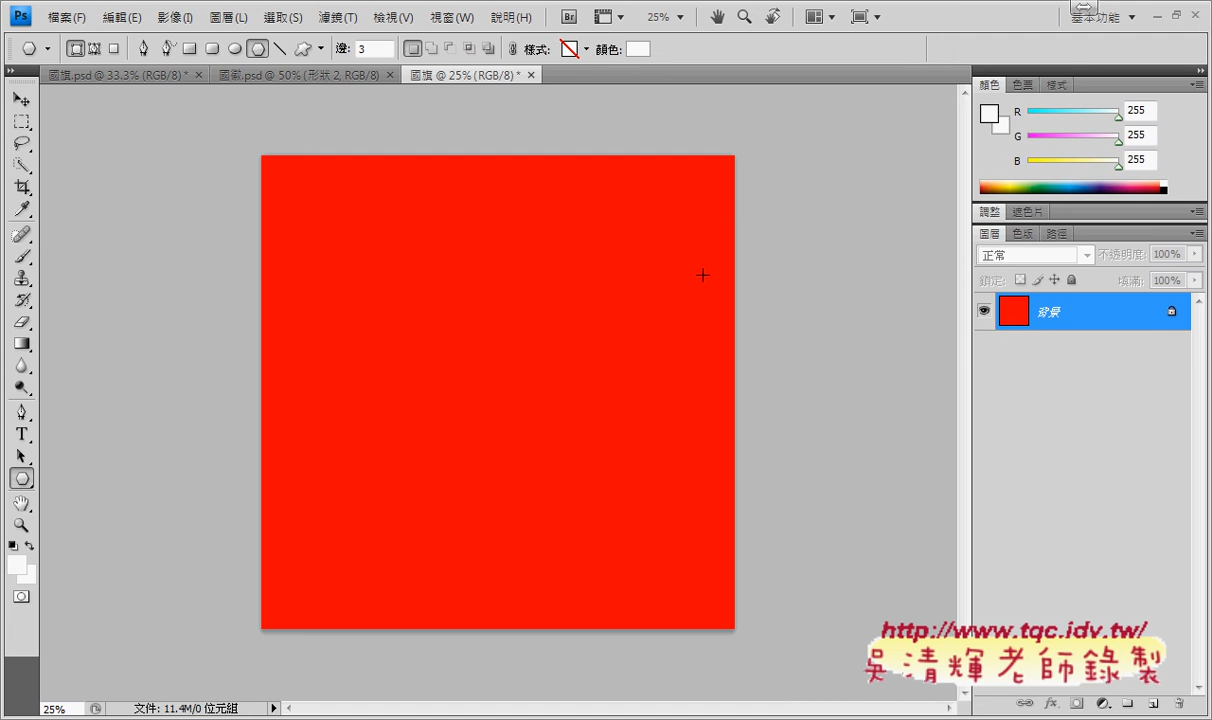 Ps 檔案(F) 編輯(E) 影像(I) 圖層(L) 選取(S) 濾鏡(T) 檢視(V) 視窗(W) 說明(H) Br 25% 基本功能
邊: 3 樣式: 顏色:
國旗.psd @ 33.3% (RGB/8) * 國徽.psd @ 50% (形狀 2, RGB/8) 國旗 @ 25% (RGB/8) *
顏色 色票 樣式
R 255
G 255
B 255
調整 遮色片
圖層 色版 路徑
正常 不透明度: 100%
鎖定: 填滿: 100%
背景
T
http://www.tqc.idv.tw/
吳清輝老師錄製
25% 文件: 11.4M/0 位元組